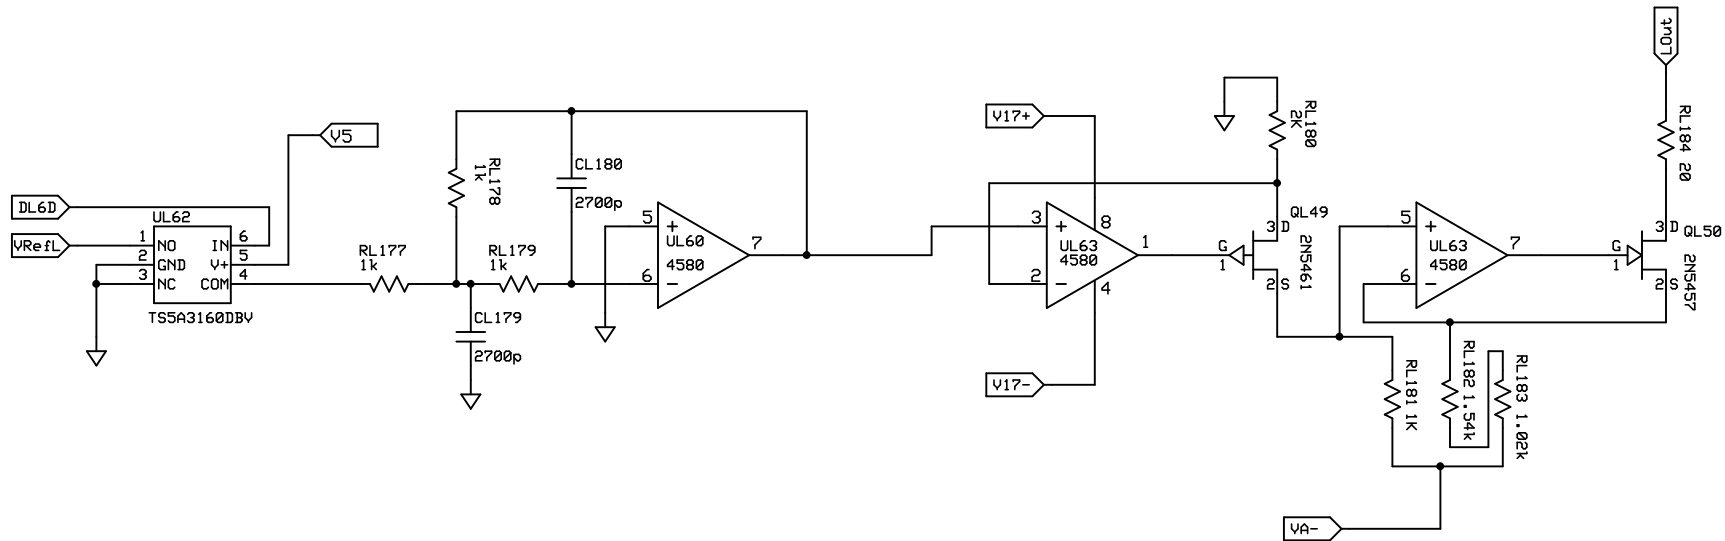 LOut
RL184 20
3 D QL50
G
1
2N5457
2 S
V17+
RL180
2K
V5
RL178
1k
CL180
2700p
DL6D
UL62
VRefL
1 NO IN 6
2 GND V+ 5
3 NC COM 4
TS5A3160DBV
RL177
1k
RL179
1k
CL179
2700p
5 +
UL60
4580
7
6 -
3 +
8
UL63
4580
1
2 -
4
V17-
3 D QL49
G
1
2N5461
2 S
5 +
UL63
4580
7
6 -
RL181 1K
RL182 1.54k
RL183 1.02k
VA-